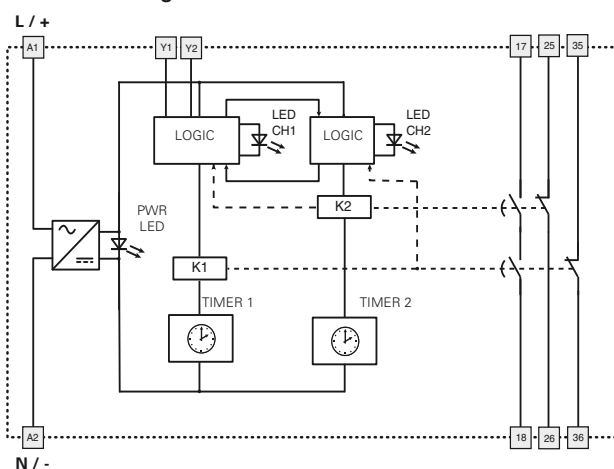 L / +
A1
Y1
Y2
17
25
35
LED
CH1
LED
CH2
LOGIC
LOGIC
K2
PWR
LED
K1
TIMER 1
TIMER 2
A2
18
26
36
N / -